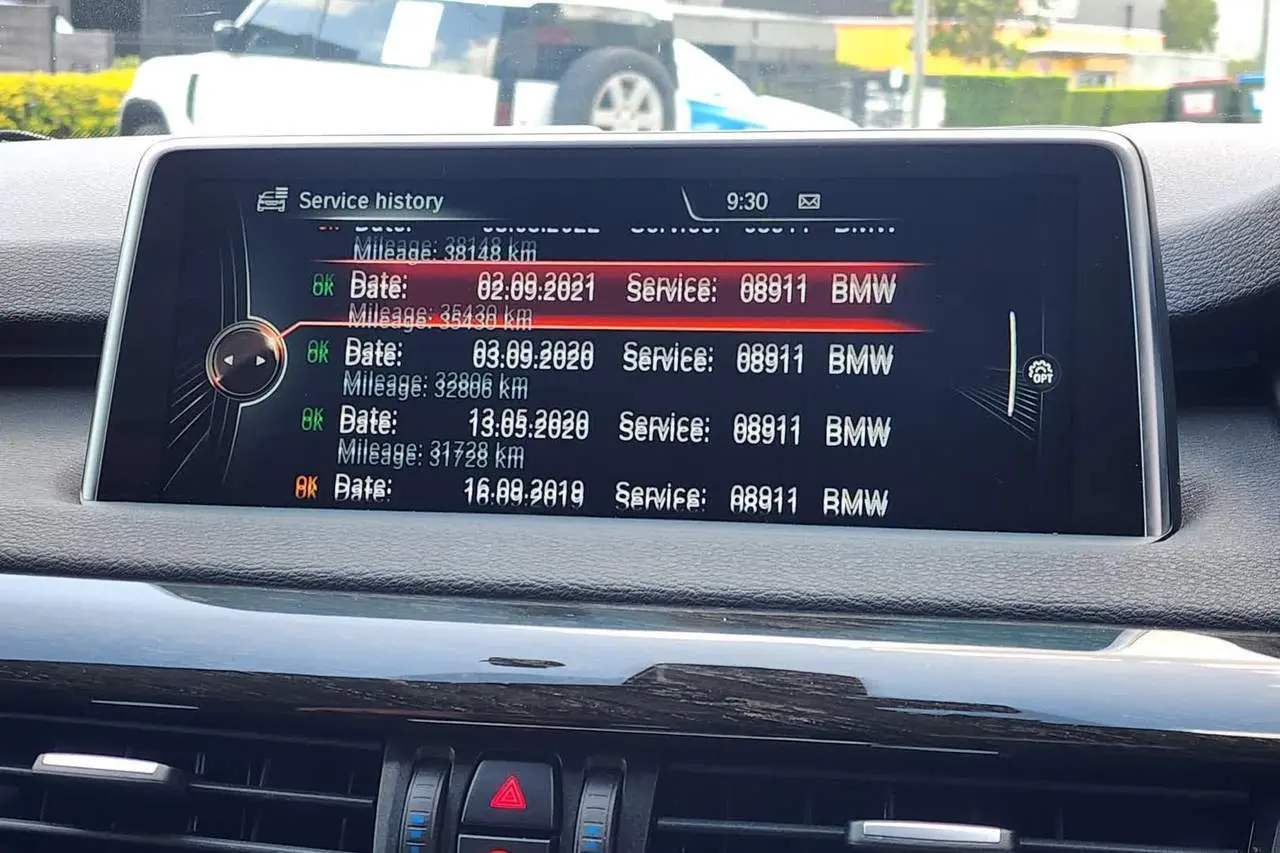 Service history 9:30
Mileage: 38148 km
OK Date: 02.09.2021 Service: 08911 BMW
Mileage: 35430 km
OK Date: 03.09.2020 Service: 08911 BMW
Mileage: 32806 km
OK Date: 13.05.2020 Service: 08911 BMW
Mileage: 31728 km
OK Date: 16.09.2019 Service: 08911 BMW
OPT